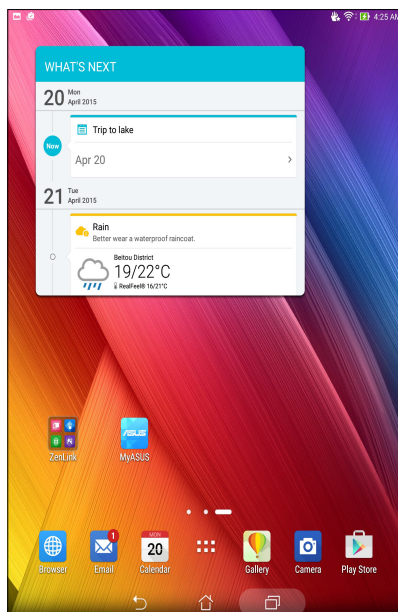 4:25 AM
WHAT'S NEXT
20 Mon
April 2015
Trip to lake
Now
Apr 20
21 Tue
April 2015
Rain
Better wear a waterproof raincoat.
Beitou District
19/22°C
RealFeel® 16/21°C
/SUS
ZenLink
MyASUS
1
MON
20
Browser
Email
Calendar
Gallery
Camera
Play Store